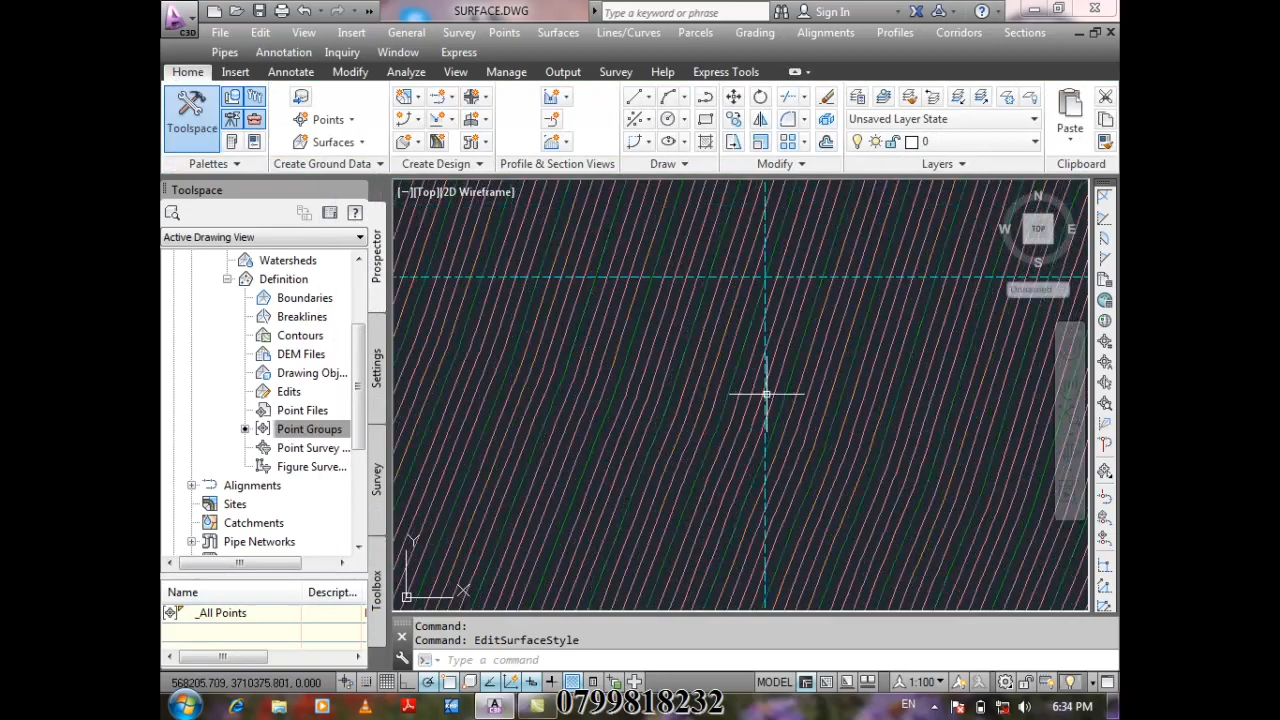 SURFACE.DWG
Type a keyword or phrase
Sign In
C3D
File Edit View Insert General Survey Points Surfaces Lines/Curves Parcels Grading Alignments Profiles Corridors Sections
Pipes Annotation Inquiry Window Express
Home Insert Annotate Modify Analyze View Manage Output Survey Help Express Tools
Toolspace
Points
Surfaces
Unsaved Layer State
0
Paste
Palettes Create Ground Data Create Design Profile & Section Views Draw Modify Layers Clipboard
Toolspace
Active Drawing View
Watersheds
Definition
Boundaries
Breaklines
Contours
DEM Files
Drawing Obj...
Edits
Point Files
Point Groups
Point Survey ...
Figure Surve...
Alignments
Sites
Catchments
Pipe Networks
Name Descript...
_All Points
Prospector
Settings
Survey
Toolbox
[−][Top][2D Wireframe]
N
W TOP E
S
Unnamed
Y
X
Command:
Command: EditSurfaceStyle
Type a command
568205.709, 3710375.801, 0.000
MODEL
1:100
0799818232
EN
6:34 PM